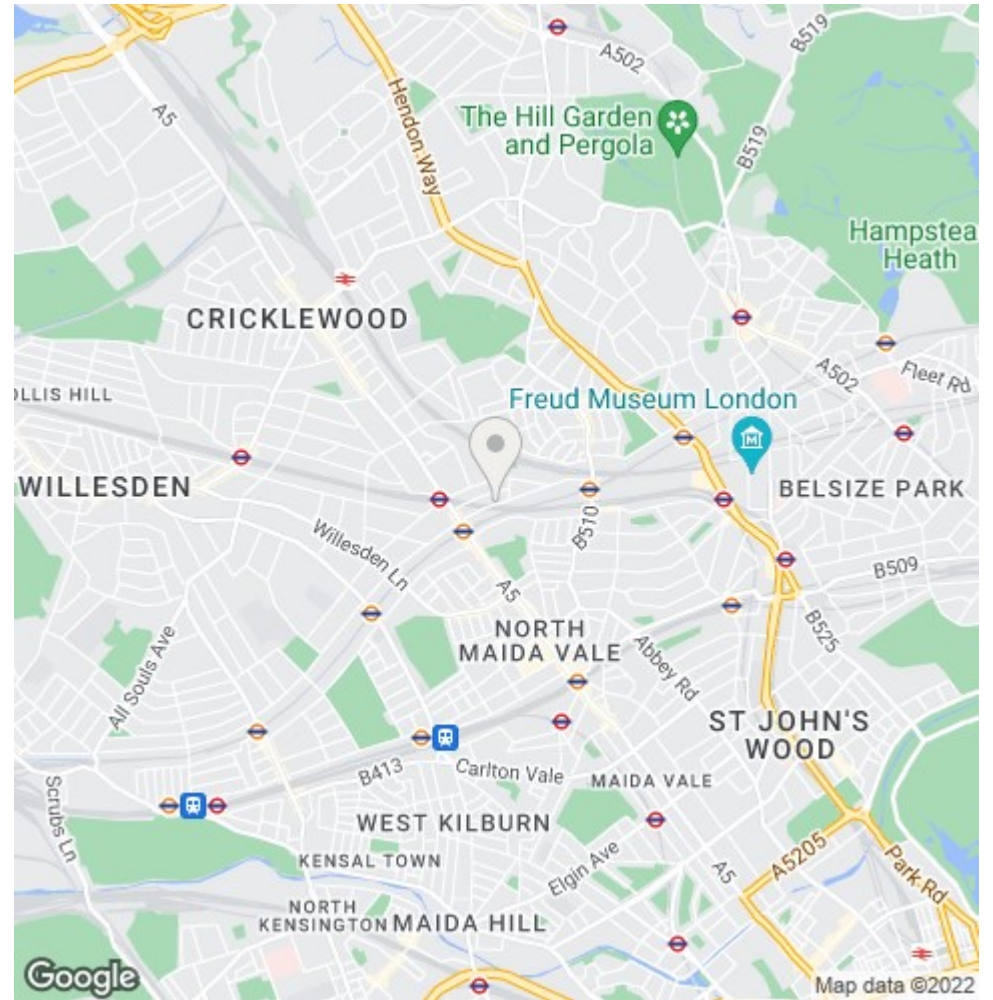 A502
B519
A5
Hendon Way
The Hill Garden
and Pergola
B519
Hampstea
Heath
CRICKLEWOOD
A502
Fleet Rd
OLLIS HILL
Freud Museum London
M
WILLESDEN
BELSIZE PARK
B510
Willesden Ln
A5
B509
NORTH
MAIDA VALE
Abbey Rd
B525
All Souls Ave
ST JOHN'S
WOOD
B413
Carlton Vale
MAIDA VALE
Scrubs Ln
WEST KILBURN
A5205
Park Rd
KENSAL TOWN
Elgin Ave
A5
NORTH
KENSINGTON
MAIDA HILL
Google
Map data ©2022